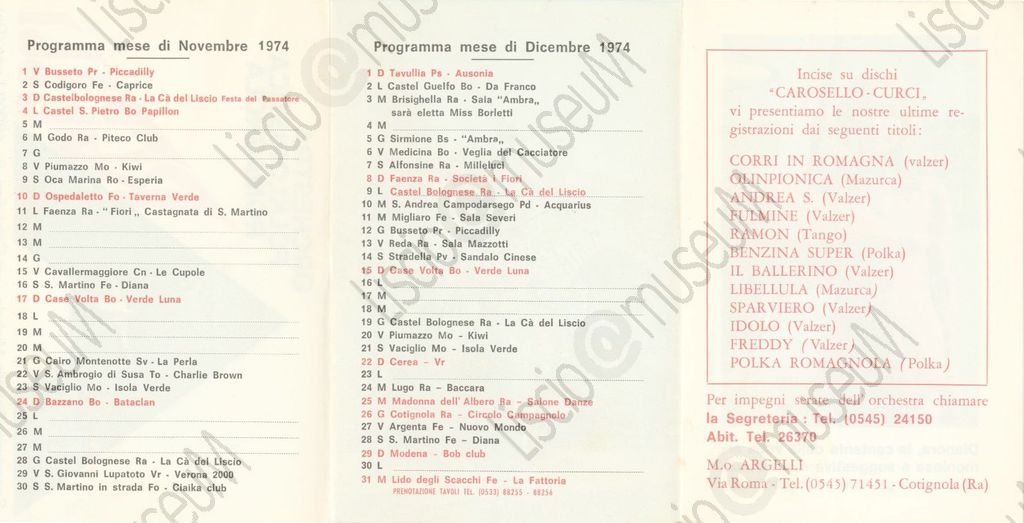 Programma mese di Novembre 1974
1 V Busseto Pr - Piccadilly
2 S Codigoro Fe - Caprice
3 D Castelbolognese Ra - La Cà del Liscio Festa del Passatore
4 L Castel S. Pietro Bo Papillon
5 M
6 M Godo Ra - Piteco Club
7 G
8 V Piumazzo Mo - Kiwi
9 S Oca Marina Ro - Esperia
10 D Ospedaletto Fo - Taverna Verde
11 L Faenza Ra - "Fiori„ Castagnata di S. Martino
12 M
13 M
14 G
15 V Cavallermaggiore Cn - Le Cupole
16 S S. Martino Fe - Diana
17 D Case Volta Bo - Verde Luna
18 L
19 M
20 M
21 G Cairo Montenotte Sv - La Perla
22 V S. Ambrogio di Susa To - Charlie Brown
23 S Vaciglio Mo - Isola Verde
24 D Bazzano Bo - Bataclan
25 L
26 M
27 M
28 G Castel Bolognese Ra - La Cà del Liscio
29 V S. Giovanni Lupatoto Vr - Verona 2000
30 S S. Martino in strada Fo - Ciaika club
Programma mese di Dicembre 1974
1 D Tavullia Ps - Ausonia
2 L Castel Guelfo Bo - Da Franco
3 M Brisighella Ra - Sala "Ambra„
sarà eletta Miss Borletti
4 M
5 G Sirmione Bs - "Ambra„
6 V Medicina Bo - Veglia del Cacciatore
7 S Alfonsine Ra - Milleluci
8 D Faenza Ra - Società i Fiori
9 L Castel Bolognese Ra - La Cà del Liscio
10 M S. Andrea Campodarsego Pd - Acquarius
11 M Migliaro Fe - Sala Severi
12 G Busseto Pr - Piccadilly
13 V Reda Ra - Sala Mazzotti
14 S Stradella Pv - Sandalo Cinese
15 D Case Volta Bo - Verde Luna
16 L
17 M
18 M
19 G Castel Bolognese Ra - La Cà del Liscio
20 V Piumazzo Mo - Kiwi
21 S Vaciglio Mo - Isola Verde
22 D Cerea - Vr
23 L
24 M Lugo Ra - Baccara
25 M Madonna dell'Albero Ra - Salone Danze
26 G Cotignola Ra - Circolo Campagnolo
27 V Argenta Fe - Nuovo Mondo
28 S S. Martino Fe - Diana
29 D Modena - Bob club
30 L
31 M Lido degli Scacchi Fe - La Fattoria
PRENOTAZIONE TAVOLI TEL. (0533) 88255 - 88256
Incise su dischi
"CAROSELLO - CURCI„
vi presentiamo le nostre ultime re-
gistrazioni dai seguenti titoli:
CORRI IN ROMAGNA (valzer)
OLINPIONICA (Mazurca)
ANDREA S. (Valzer)
FULMINE (Valzer)
RAMON (Tango)
BENZINA SUPER (Polka)
IL BALLERINO (Valzer)
LIBELLULA (Mazurca)
SPARVIERO (Valzer)
IDOLO (Valzer)
FREDDY (Valzer)
POLKA ROMAGNOLA (Polka)
Per impegni serate dell'orchestra chiamare
la Segreteria - Tel. (0545) 24150
Abit. Tel. 26370
M.o ARGELLI
Via Roma - Tel. (0545) 71451 - Cotignola (Ra)
Liscio@museuM
Liscio@museuM
Liscio@museuM